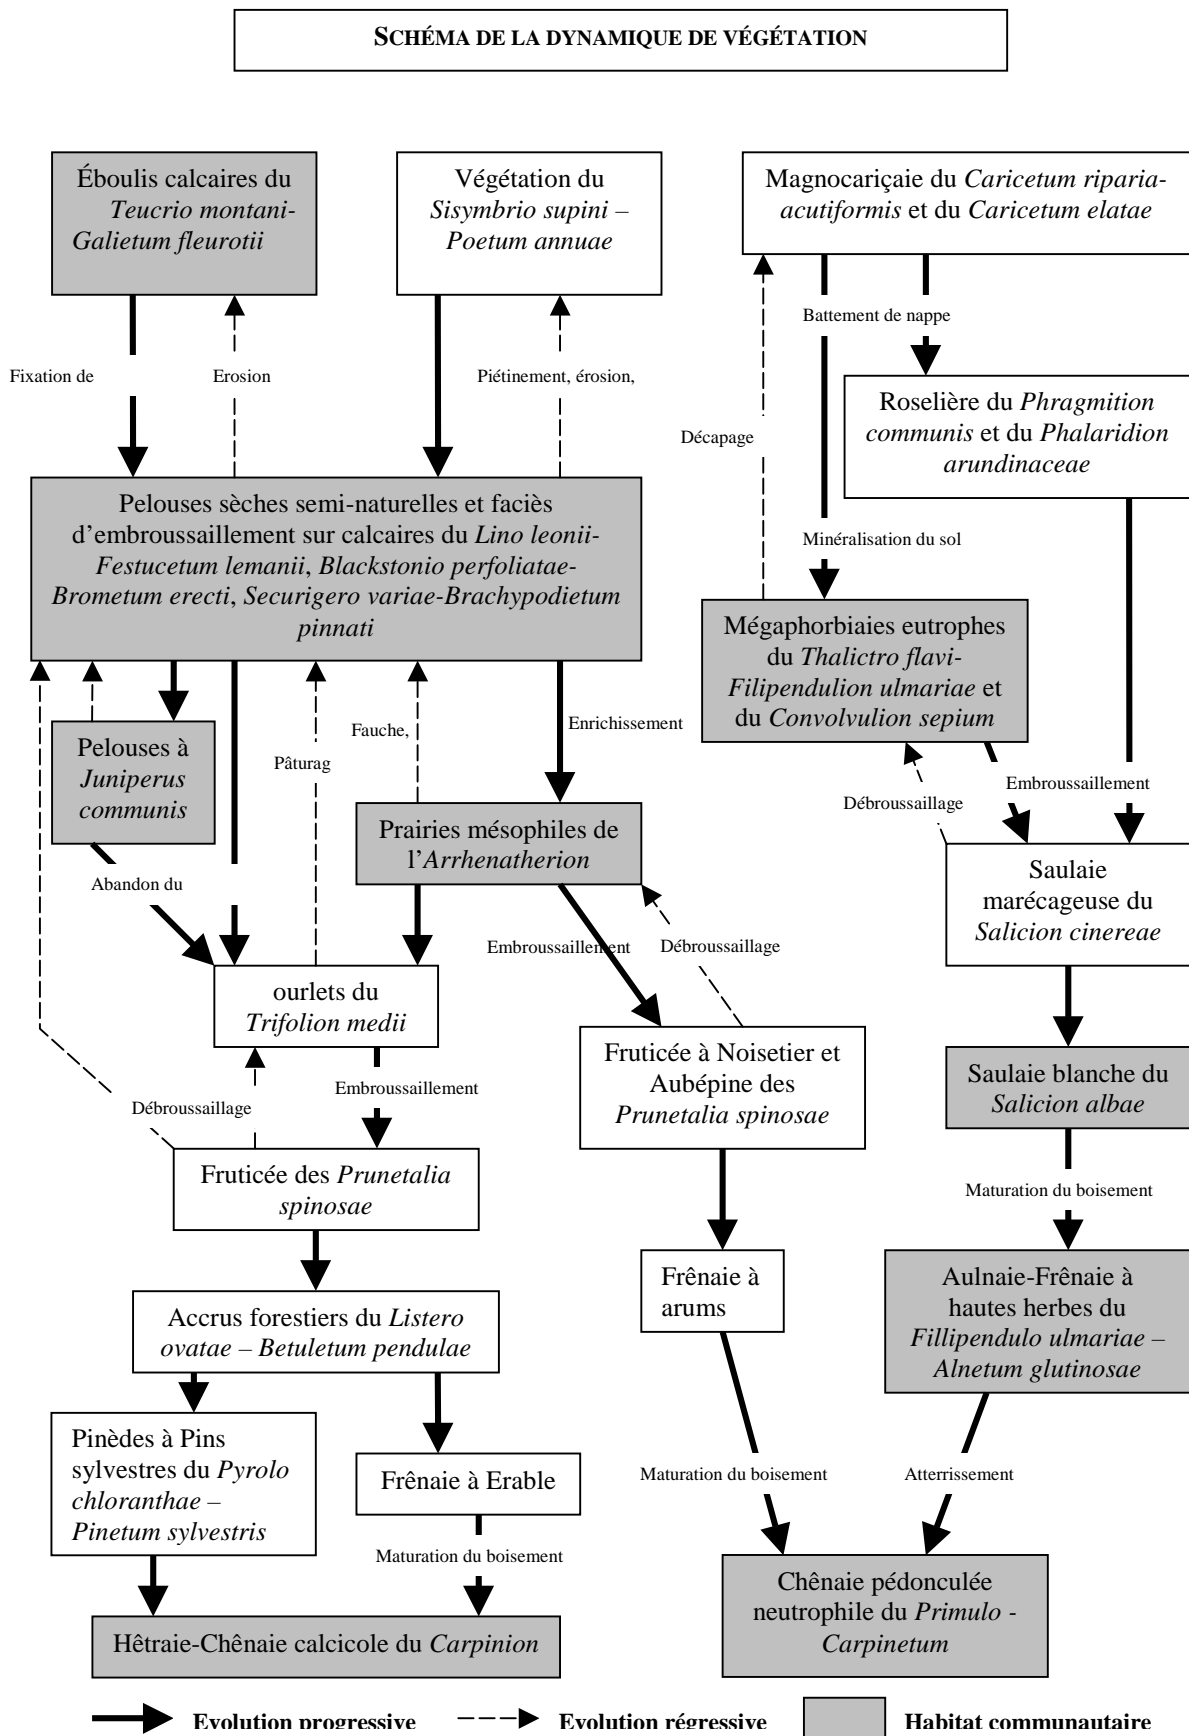 SCHÉMA DE LA DYNAMIQUE DE VÉGÉTATION
Éboulis calcaires du
Teucrio montani-
Galietum fleurotii
Végétation du
Sisymbrio supini –
Poetum annuae
Magnocariçaie du Caricetum riparia-
acutiformis et du Caricetum elatae
Battement de nappe
Fixation de
Erosion
Piétinement, érosion,
Roselière du Phragmition
communis et du Phalaridion
arundinaceae
Décapage
Pelouses sèches semi-naturelles et faciès
d’embroussaillement sur calcaires du Lino leonii-
Festucetum lemanii, Blackstonio perfoliatae-
Brometum erecti, Securigero variae-Brachypodietum
pinnati
Minéralisation du sol
Mégaphorbiaies eutrophes
du Thalictro flavi-
Filipendulion ulmariae et
du Convolvulion sepium
Enrichissement
Fauche,
Pâturag
Pelouses à
Juniperus
communis
Embroussaillement
Débroussaillage
Prairies mésophiles de
l’Arrhenatherion
Abandon du
Saulaie
marécageuse du
Salicion cinereae
Embroussaillement
Débroussaillage
ourlets du
Trifolion medii
Fruticée à Noisetier et
Aubépine des
Prunetalia spinosae
Saulaie blanche du
Salicion albae
Embroussaillement
Débroussaillage
Fruticée des Prunetalia
spinosae
Maturation du boisement
Frênaie à
arums
Aulnaie-Frênaie à
hautes herbes du
Fillipendulo ulmariae –
Alnetum glutinosae
Accrus forestiers du Listero
ovatae – Betuletum pendulae
Pinèdes à Pins
sylvestres du Pyrolo
chloranthae –
Pinetum sylvestris
Frênaie à Erable
Maturation du boisement
Atterrissement
Maturation du boisement
Chênaie pédonculée
neutrophile du Primulo -
Carpinetum
Hêtraie-Chênaie calcicole du Carpinion
Evolution progressive
Evolution régressive
Habitat communautaire